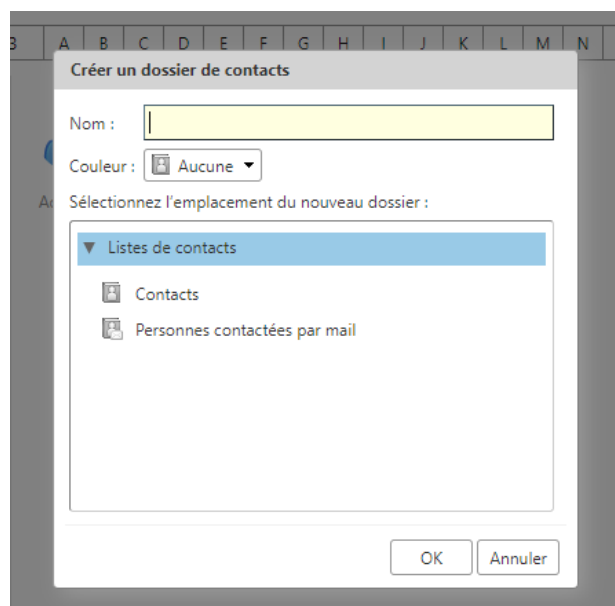 3 A B C D E F G H I J K L M N
Créer un dossier de contacts
Nom :
Couleur : Aucune
Sélectionnez l'emplacement du nouveau dossier :
Listes de contacts
Contacts
Personnes contactées par mail
OK Annuler